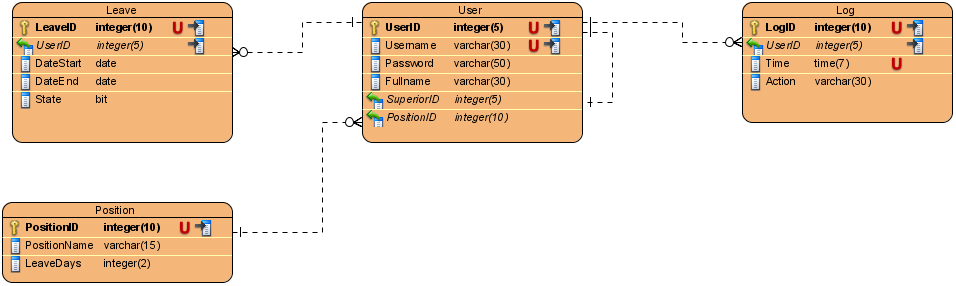 Leave
LeaveID integer(10) U
UserID integer(5)
DateStart date
DateEnd date
State bit
User
UserID integer(5) U
Username varchar(30) U
Password varchar(50)
Fullname varchar(30)
SuperiorID integer(5)
PositionID integer(10)
Log
LogID integer(10) U
UserID integer(5)
Time time(7) U
Action varchar(30)
Position
PositionID integer(10) U
PositionName varchar(15)
LeaveDays integer(2)